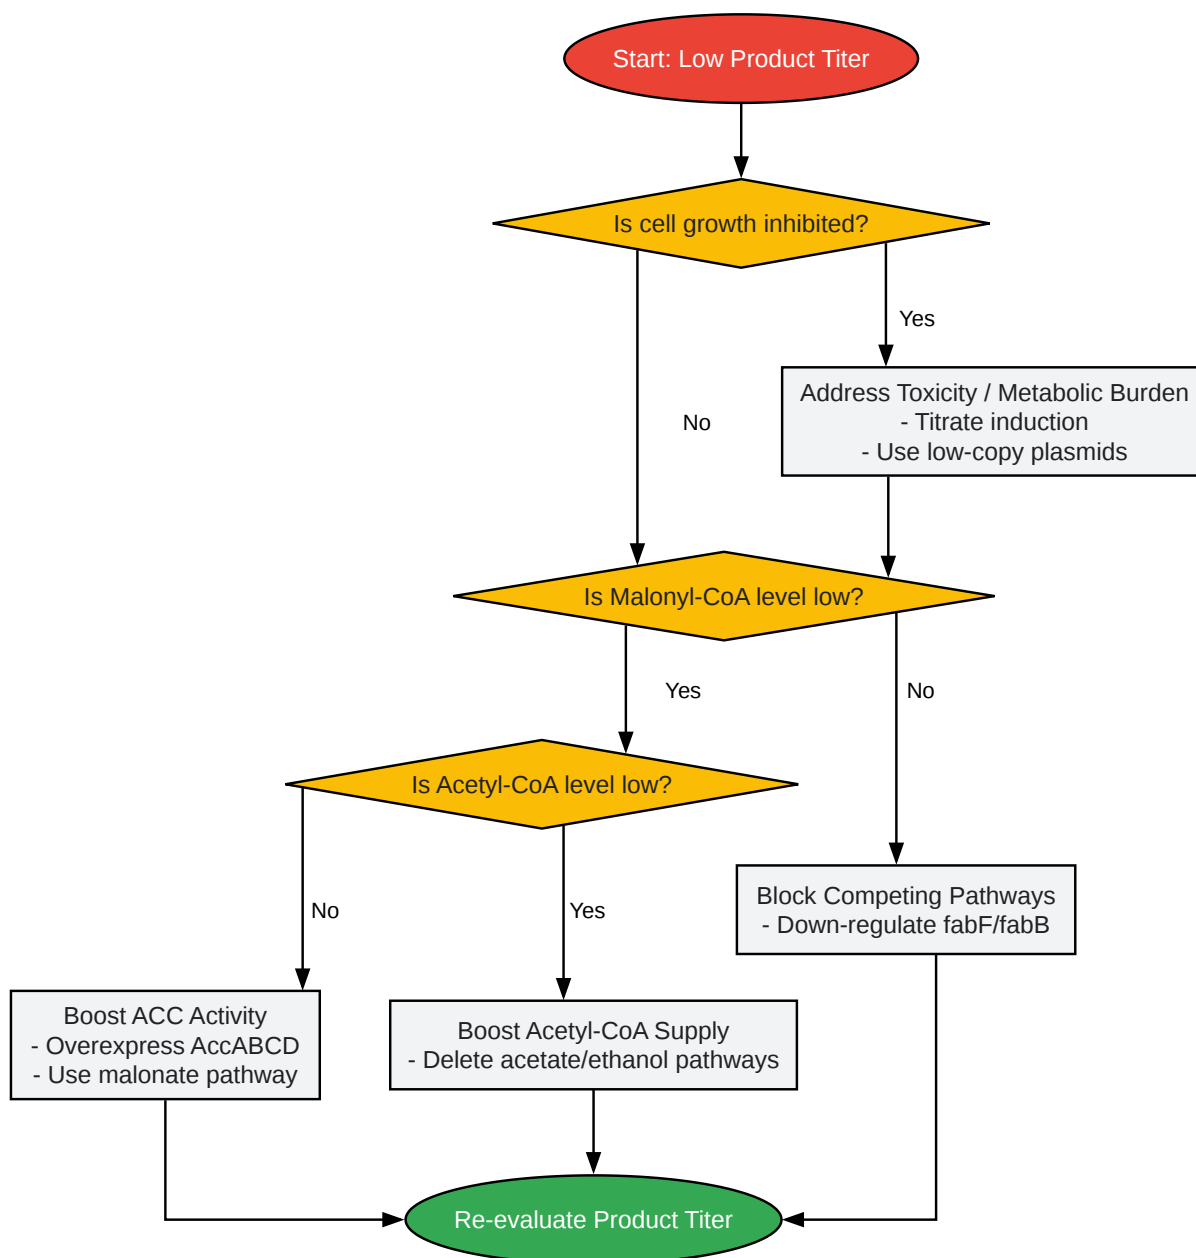 Start: Low Product Titer
Is cell growth inhibited?
Yes
Address Toxicity / Metabolic Burden
- Titrate induction
- Use low-copy plasmids
No
Is Malonyl-CoA level low?
Yes
No
Is Acetyl-CoA level low?
Block Competing Pathways
- Down-regulate fabF/fabB
No
Yes
Boost ACC Activity
- Overexpress AccABCD
- Use malonate pathway
Boost Acetyl-CoA Supply
- Delete acetate/ethanol pathways
Re-evaluate Product Titer